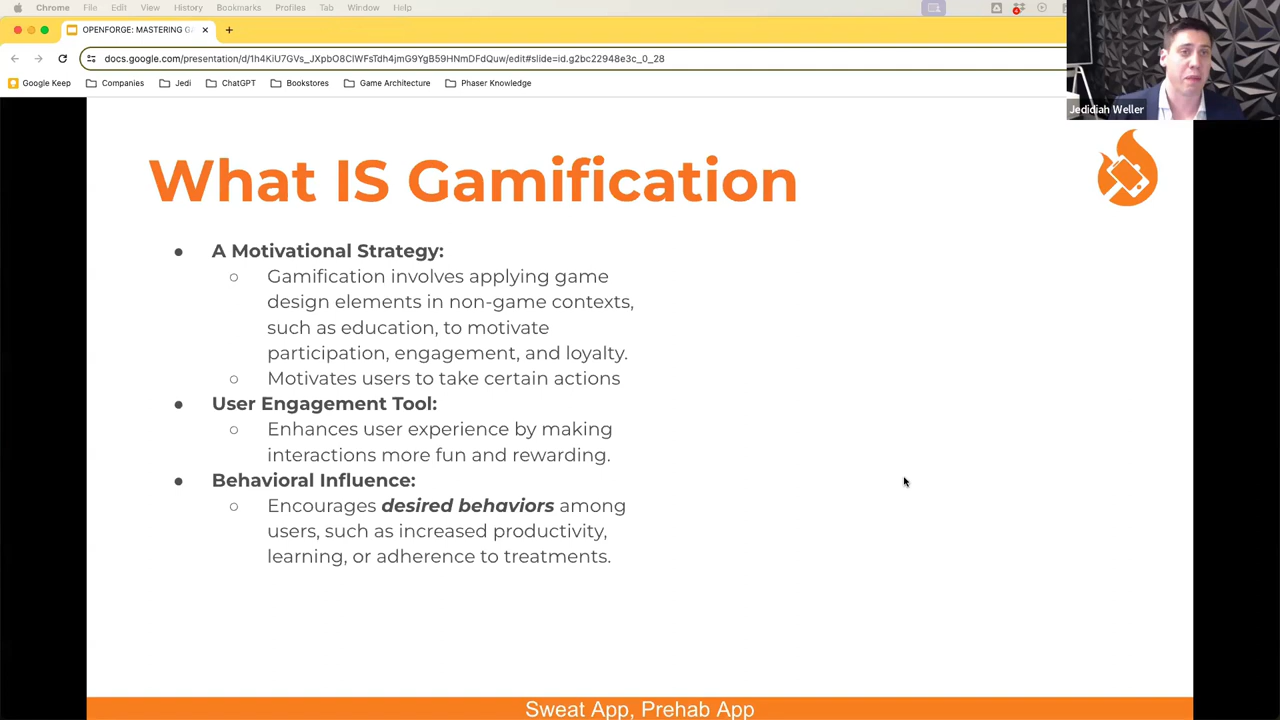 Chrome File Edit View History Bookmarks Profiles Tab Window Help
OPENFORGE: MASTERING GA
docs.google.com/presentation/d/1h4KiU7GVs_JXpbO8ClWFsTdh4jmG9YgB59HNmDFdQuw/edit#slide=id.g2bc22948e3c_0_28
Google Keep Companies Jedi ChatGPT Bookstores Game Architecture Phaser Knowledge
Jedidiah Weller
What IS Gamification
● A Motivational Strategy:
○ Gamification involves applying game
design elements in non-game contexts,
such as education, to motivate
participation, engagement, and loyalty.
○ Motivates users to take certain actions
● User Engagement Tool:
○ Enhances user experience by making
interactions more fun and rewarding.
● Behavioral Influence:
○ Encourages desired behaviors among
users, such as increased productivity,
learning, or adherence to treatments.
Sweat App, Prehab App